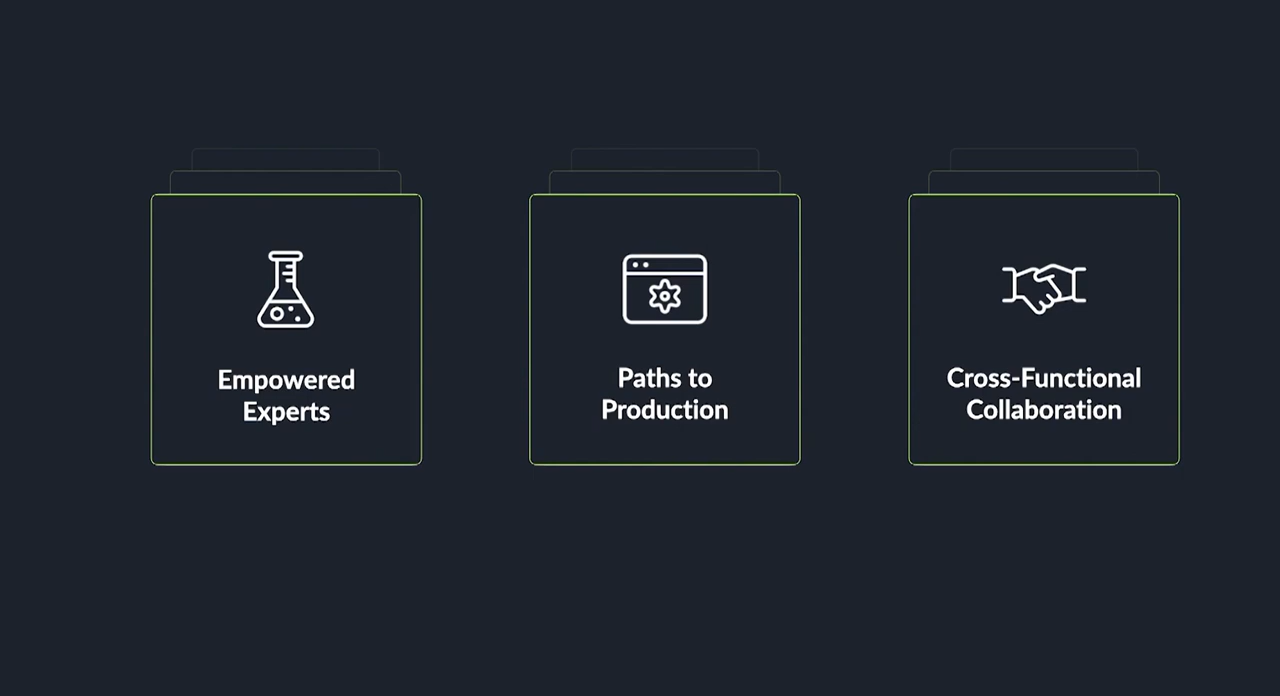 Empowered
Experts
Paths to
Production
Cross-Functional
Collaboration